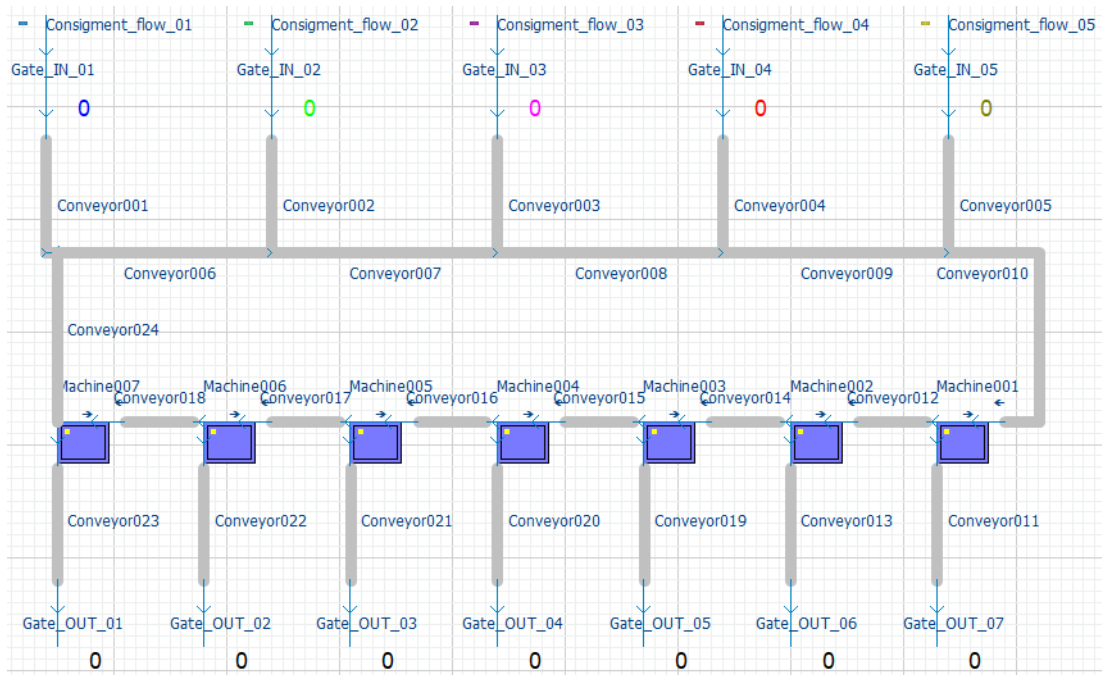 Consigment_flow_01 Consigment_flow_02 Consigment_flow_03 Consigment_flow_04 Consigment_flow_05
Gate_IN_01 Gate_IN_02 Gate_IN_03 Gate_IN_04 Gate_IN_05
0 0 0 0 0
Conveyor001 Conveyor002 Conveyor003 Conveyor004 Conveyor005
Conveyor006 Conveyor007 Conveyor008 Conveyor009 Conveyor010
Conveyor024
Machine007 Machine006 Machine005 Machine004 Machine003 Machine002 Machine001
Conveyor018 Conveyor017 Conveyor016 Conveyor015 Conveyor014 Conveyor012
Conveyor023 Conveyor022 Conveyor021 Conveyor020 Conveyor019 Conveyor013 Conveyor011
Gate_OUT_01 Gate_OUT_02 Gate_OUT_03 Gate_OUT_04 Gate_OUT_05 Gate_OUT_06 Gate_OUT_07
0 0 0 0 0 0 0